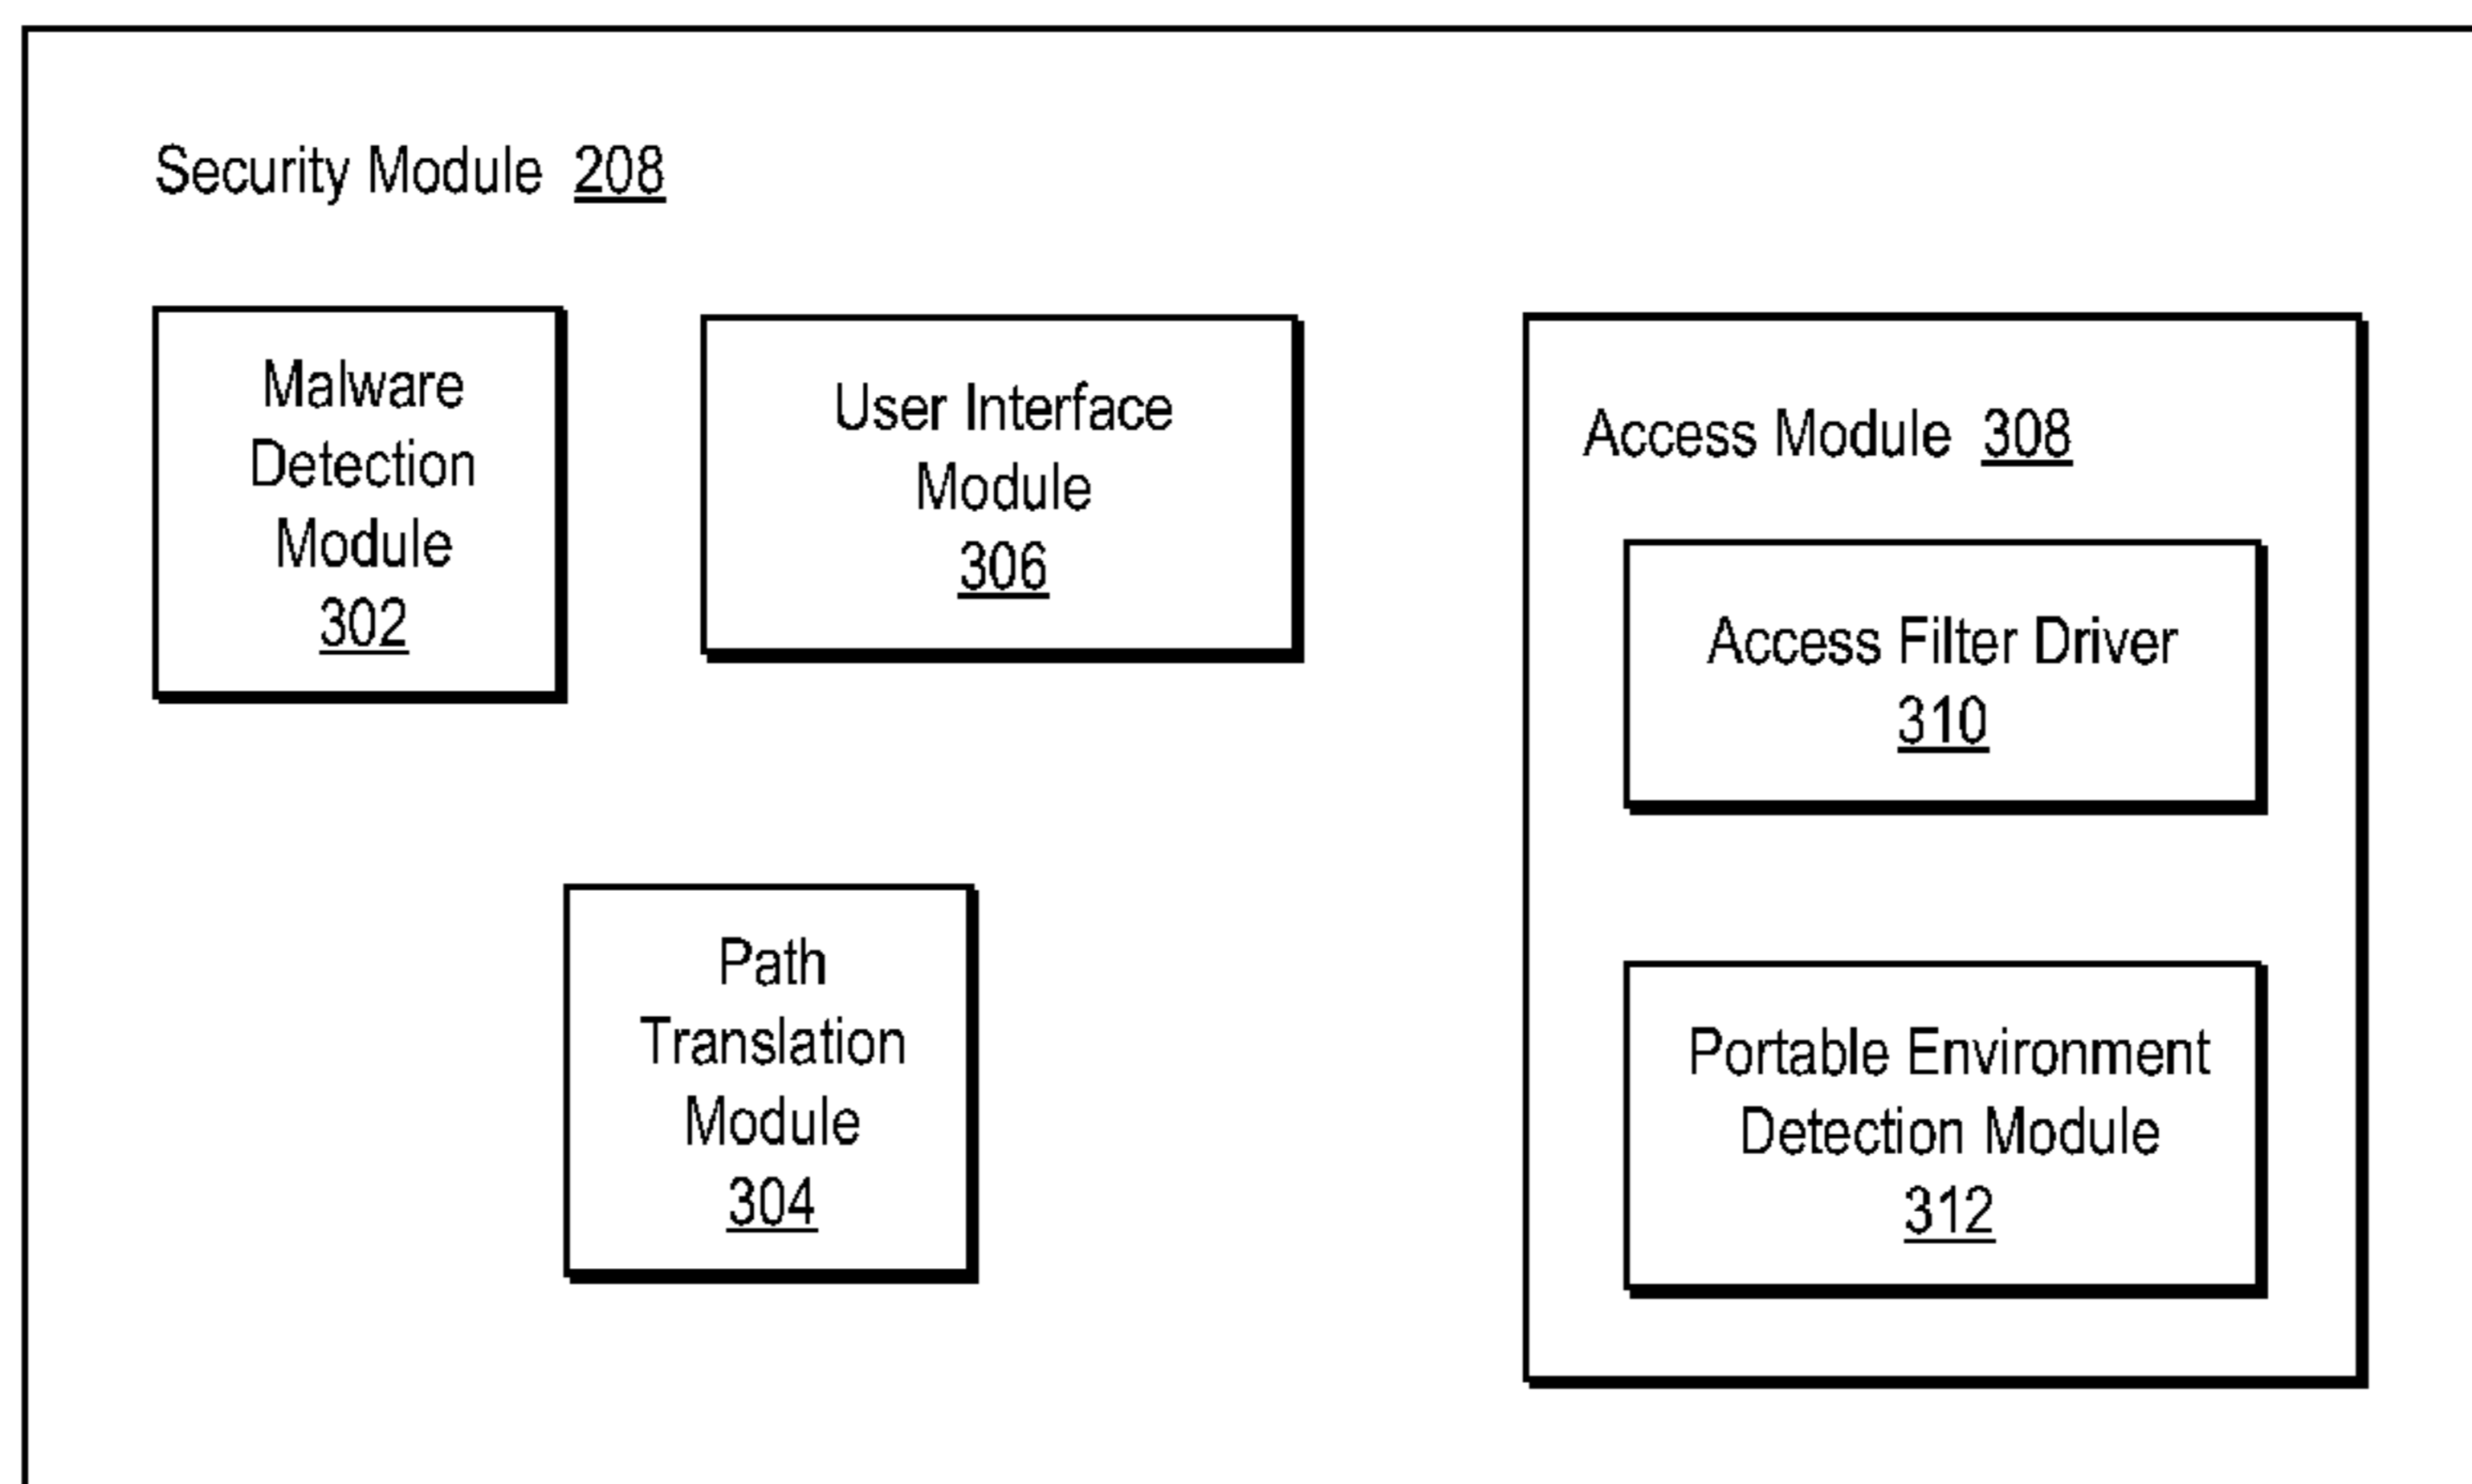 Security Module 208
Malware
Detection
Module
302
User Interface
Module
306
Path
Translation
Module
304
Access Module 308
Access Filter Driver
310
Portable Environment
Detection Module
312